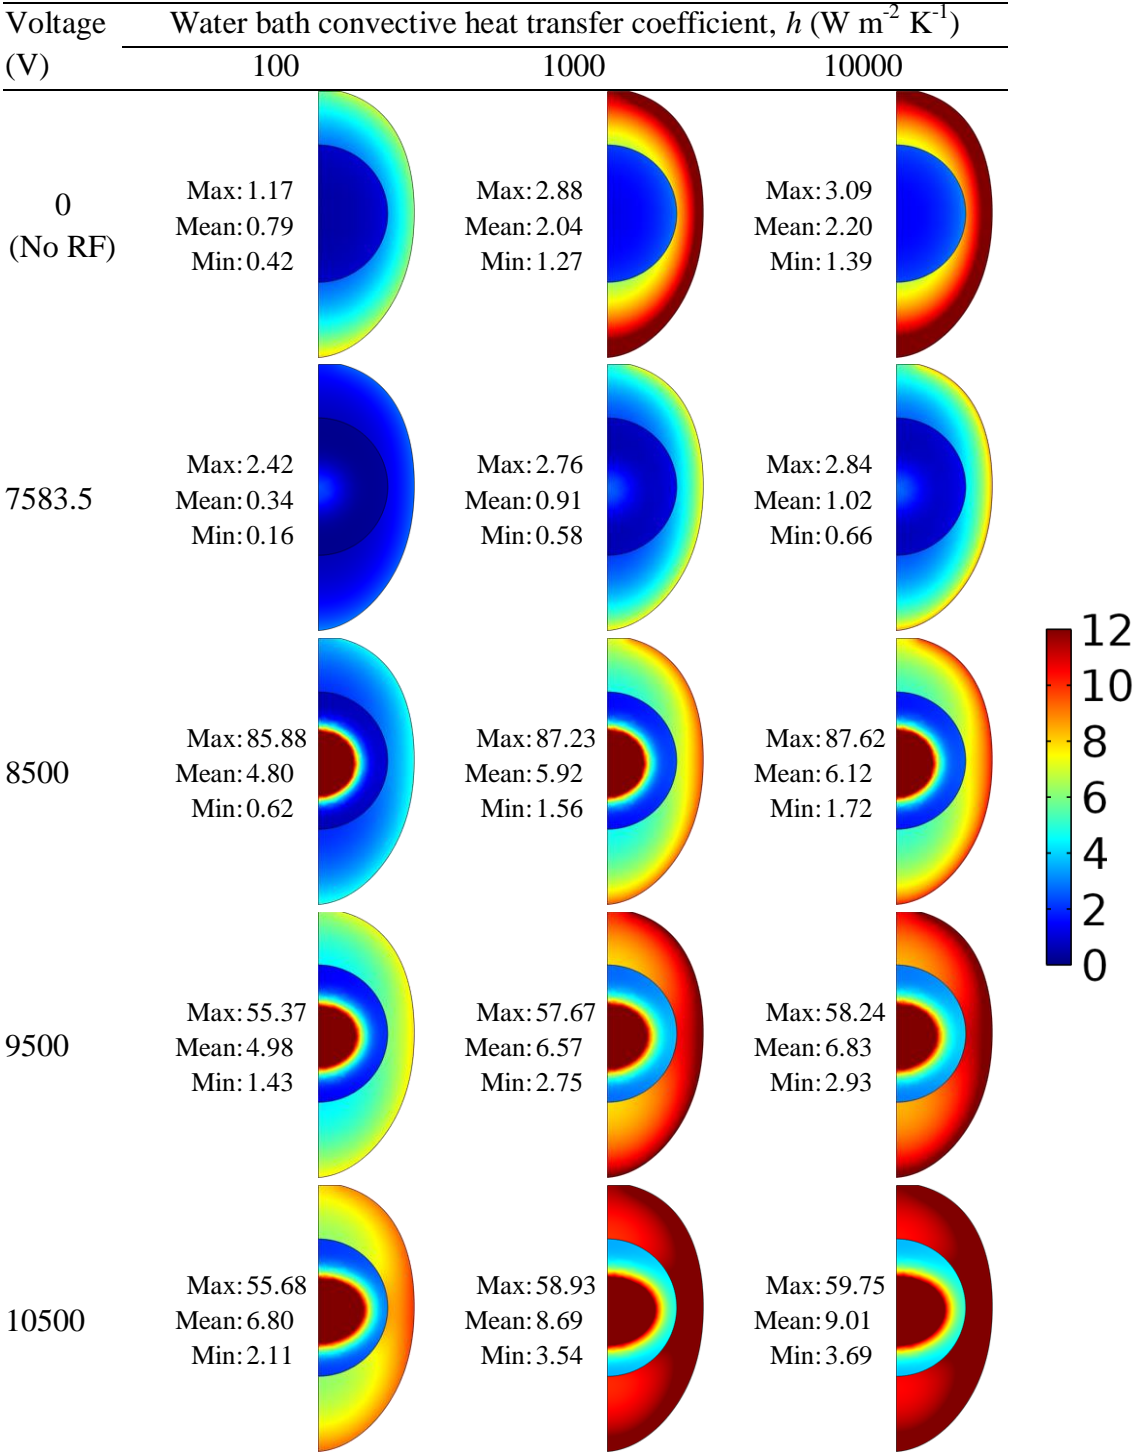 Voltage Water bath convective heat transfer coefficient, h (W m⁻² K⁻¹)
(V) 100 1000 10000
0
(No RF)
Max: 1.17
Mean: 0.79
Min: 0.42
Max: 2.88
Mean: 2.04
Min: 1.27
Max: 3.09
Mean: 2.20
Min: 1.39
7583.5
Max: 2.42
Mean: 0.34
Min: 0.16
Max: 2.76
Mean: 0.91
Min: 0.58
Max: 2.84
Mean: 1.02
Min: 0.66
8500
Max: 85.88
Mean: 4.80
Min: 0.62
Max: 87.23
Mean: 5.92
Min: 1.56
Max: 87.62
Mean: 6.12
Min: 1.72
9500
Max: 55.37
Mean: 4.98
Min: 1.43
Max: 57.67
Mean: 6.57
Min: 2.75
Max: 58.24
Mean: 6.83
Min: 2.93
10500
Max: 55.68
Mean: 6.80
Min: 2.11
Max: 58.93
Mean: 8.69
Min: 3.54
Max: 59.75
Mean: 9.01
Min: 3.69
12
10
8
6
4
2
0